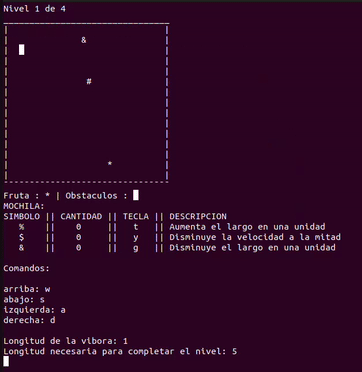 Nivel 1 de 4
&
#
*
Fruta : * | Obstaculos :
MOCHILA:
SIMBOLO || CANTIDAD || TECLA || DESCRIPCION
% || 0 || t || Aumenta el largo en una unidad
$ || 0 || y || Disminuye la velocidad a la mitad
& || 0 || g || Disminuye el largo en una unidad
Comandos:
arriba: w
abajo: s
izquierda: a
derecha: d
Longitud de la vibora: 1
Longitud necesaria para completar el nivel: 5